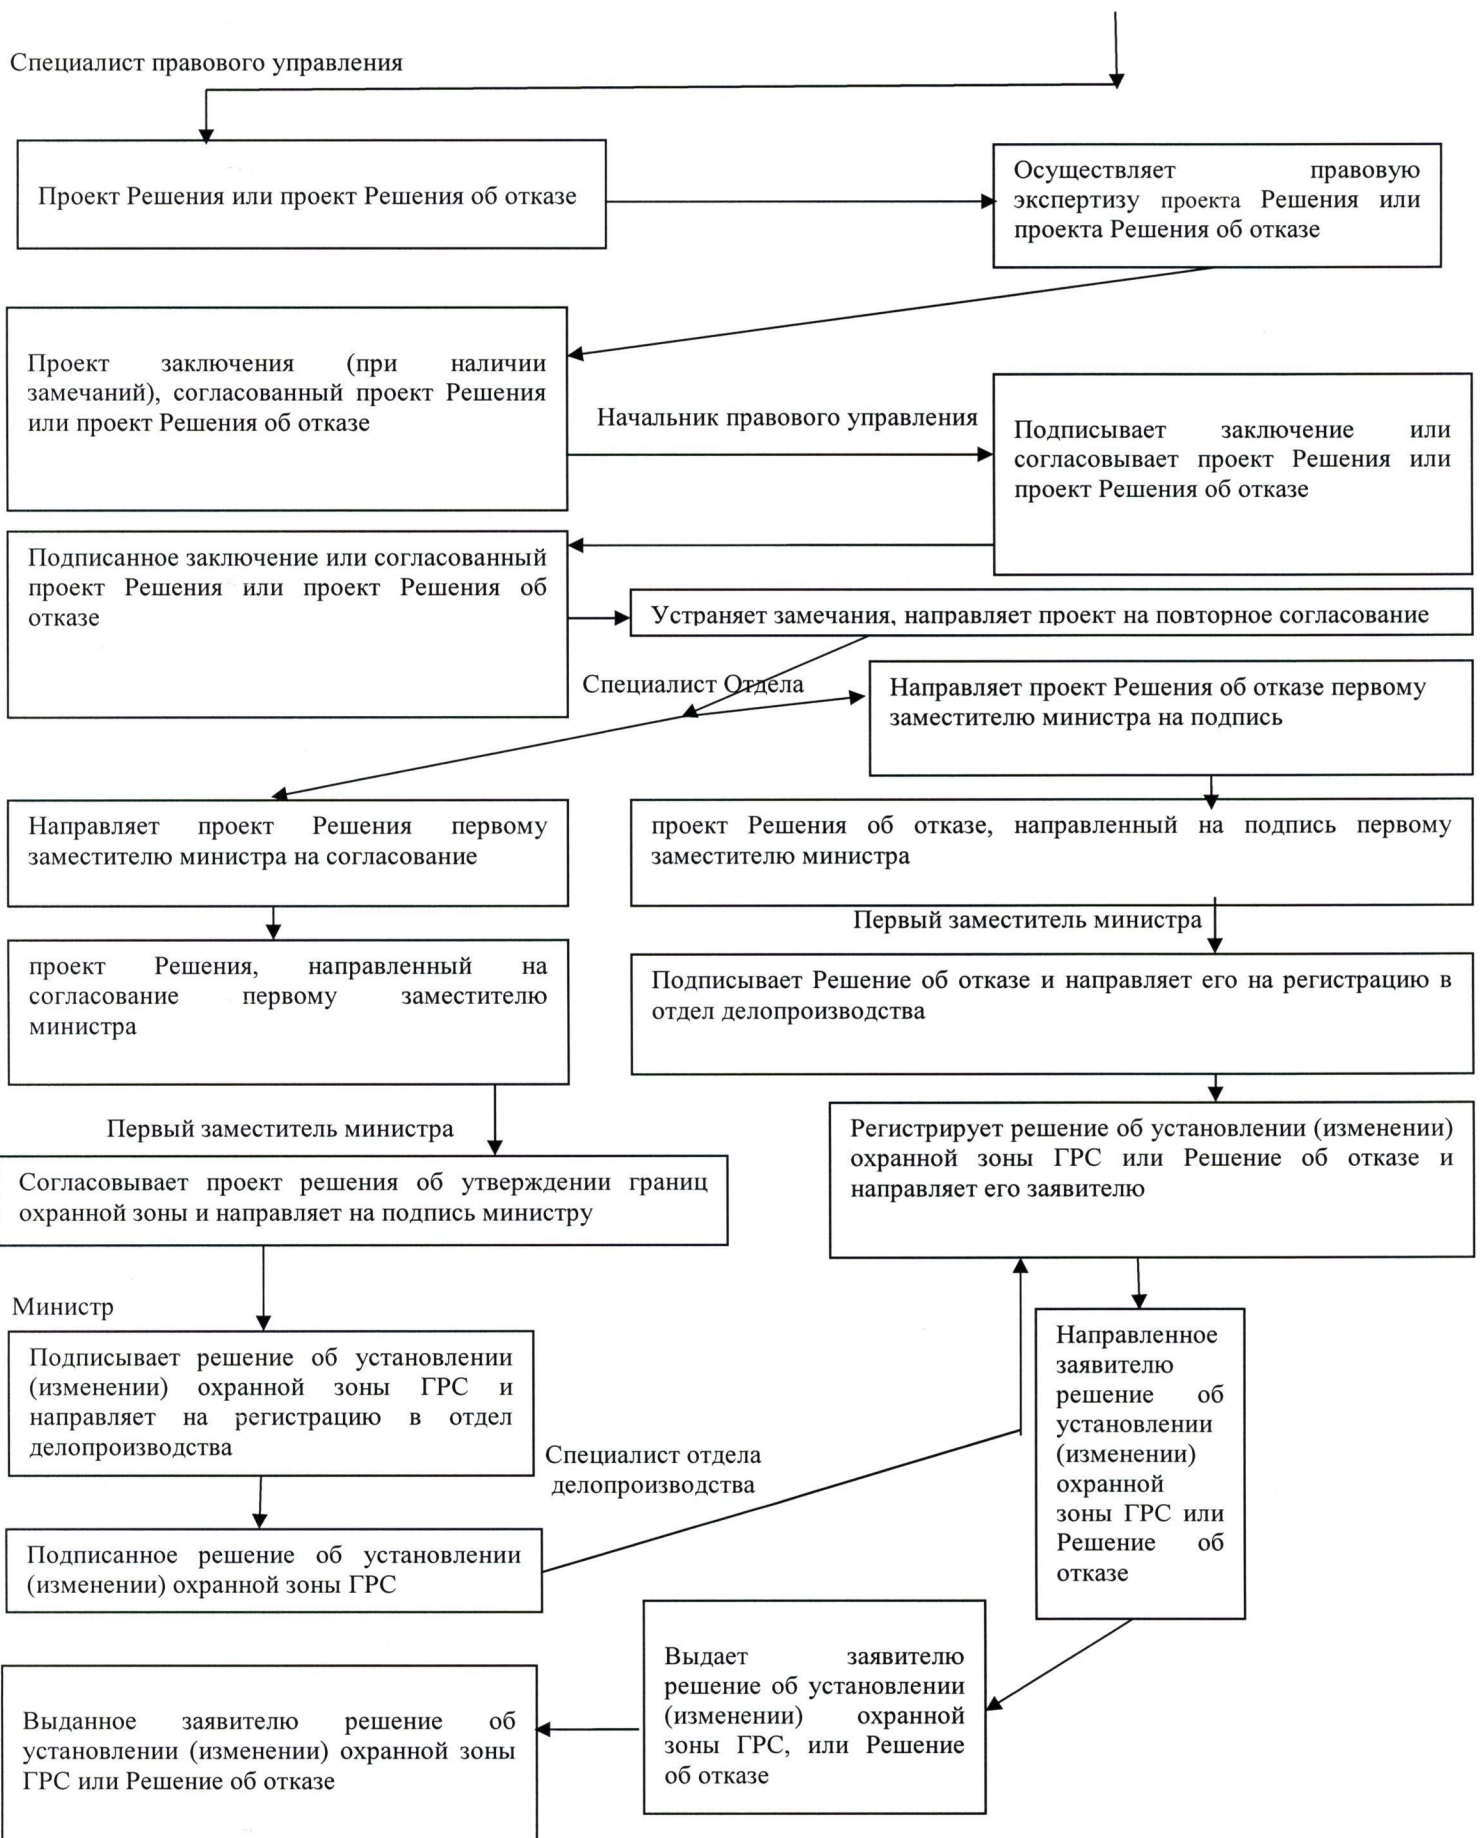 Специалист правового управления
Проект Решения или проект Решения об отказе
Осуществляет правовую
экспертизу проекта Решения или
проекта Решения об отказе
Проект заключения (при наличии
замечаний), согласованный проект Решения
или проект Решения об отказе
Начальник правового управления
Подписывает заключение или
согласовывает проект Решения или
проект Решения об отказе
Подписанное заключение или согласованный
проект Решения или проект Решения об
отказе
Устраняет замечания, направляет проект на повторное согласование
Специалист Отдела
Направляет проект Решения об отказе первому
заместителю министра на подпись
Направляет проект Решения первому
заместителю министра на согласование
проект Решения об отказе, направленный на подпись первому
заместителю министра
Первый заместитель министра
проект Решения, направленный на
согласование первому заместителю
министра
Подписывает Решение об отказе и направляет его на регистрацию в
отдел делопроизводства
Первый заместитель министра
Регистрирует решение об установлении (изменении)
охранной зоны ГРС или Решение об отказе и
направляет его заявителю
Согласовывает проект решения об утверждении границ
охранной зоны и направляет на подпись министру
Министр
Подписывает решение об установлении
(изменении) охранной зоны ГРС и
направляет на регистрацию в отдел
делопроизводства
Направленное
заявителю
решение об
установлении
(изменении)
охранной
зоны ГРС или
Решение об
отказе
Специалист отдела
делопроизводства
Подписанное решение об установлении
(изменении) охранной зоны ГРС
Выдает заявителю
решение об установлении
(изменении) охранной
зоны ГРС, или Решение
об отказе
Выданное заявителю решение об
установлении (изменении) охранной зоны
ГРС или Решение об отказе